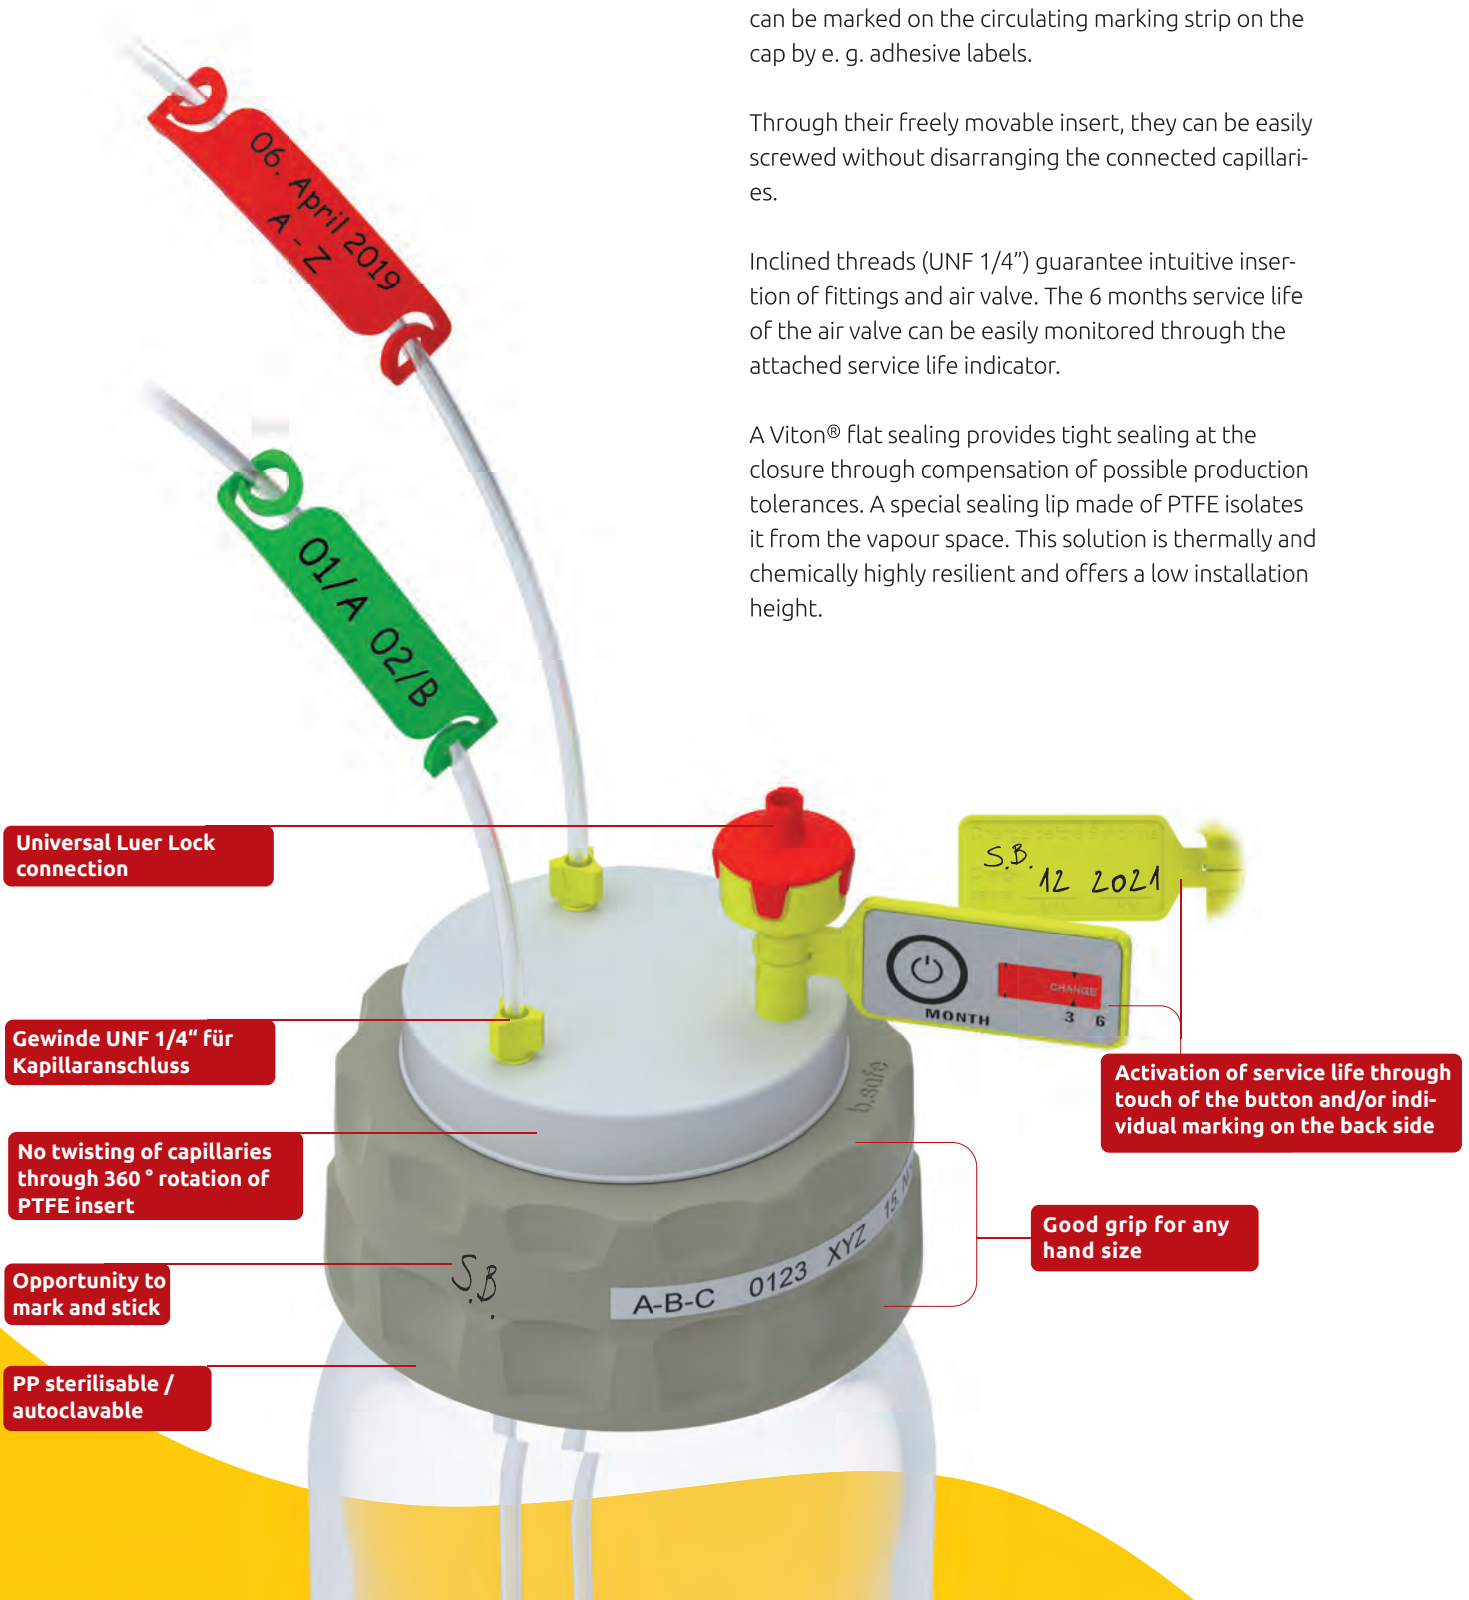 can be marked on the circulating marking strip on the
cap by e. g. adhesive labels.
Through their freely movable insert, they can be easily
screwed without disarranging the connected capillari-
es.
Inclined threads (UNF 1/4”) guarantee intuitive inser-
tion of fittings and air valve. The 6 months service life
of the air valve can be easily monitored through the
attached service life indicator.
A Viton® flat sealing provides tight sealing at the
closure through compensation of possible production
tolerances. A special sealing lip made of PTFE isolates
it from the vapour space. This solution is thermally and
chemically highly resilient and offers a low installation
height.
06. April 2019
A - Z
01/A 02/B
Universal Luer Lock
connection
S.B.
12 2021
CHANGE
MONTH 3 6
Gewinde UNF 1/4“ für
Kapillaranschluss
b.safe
Activation of service life through
touch of the button and/or indi-
vidual marking on the back side
No twisting of capillaries
through 360 ° rotation of
PTFE insert
Good grip for any
hand size
Opportunity to
mark and stick
S.B.
A-B-C 0123 XYZ 15.
PP sterilisable /
autoclavable